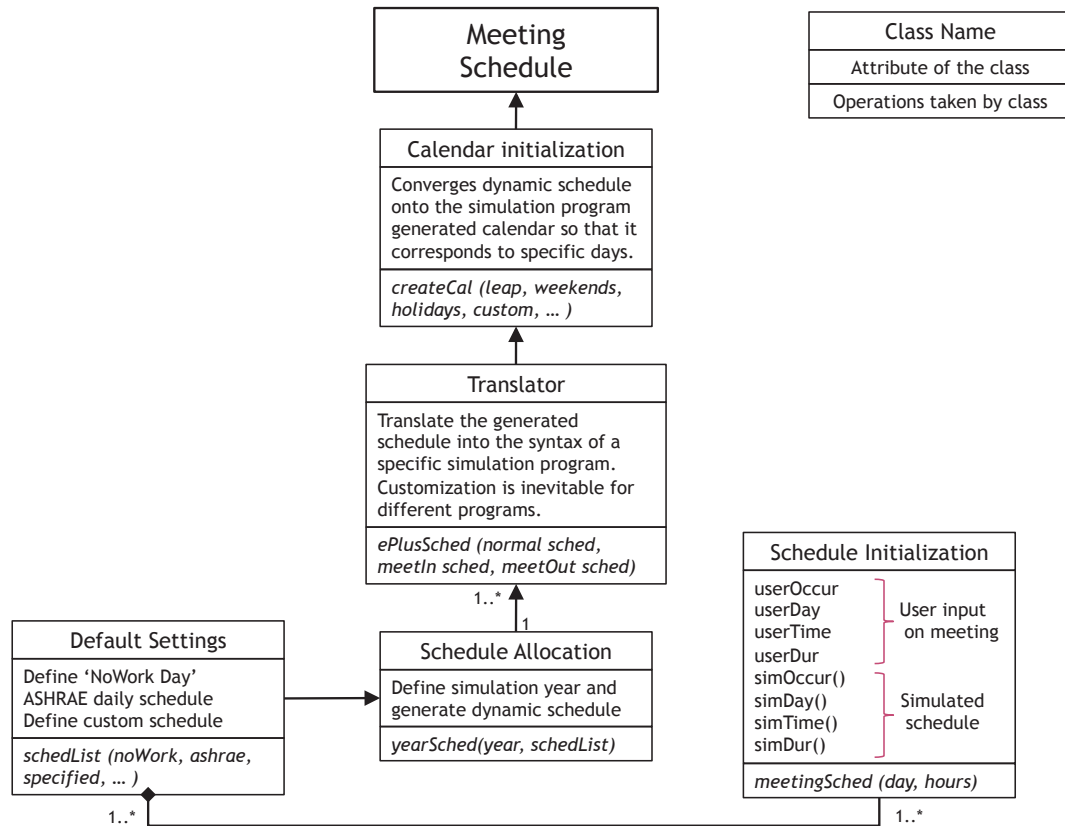 Meeting
Schedule
Class Name
Attribute of the class
Operations taken by class
Calendar initialization
Converges dynamic schedule
onto the simulation program
generated calendar so that it
corresponds to specific days.
createCal (leap, weekends,
holidays, custom, … )
Translator
Translate the generated
schedule into the syntax of a
specific simulation program.
Customization is inevitable for
different programs.
ePlusSched (normal sched,
meetIn sched, meetOut sched)
1..*
1
Schedule Allocation
Define simulation year and
generate dynamic schedule
yearSched(year, schedList)
Default Settings
Define ‘NoWork Day’
ASHRAE daily schedule
Define custom schedule
schedList (noWork, ashrae,
specified, … )
1..*
Schedule Initialization
userOccur
userDay
userTime
userDur
User input
on meeting
simOccur()
simDay()
simTime()
simDur()
Simulated
schedule
meetingSched (day, hours)
1..*